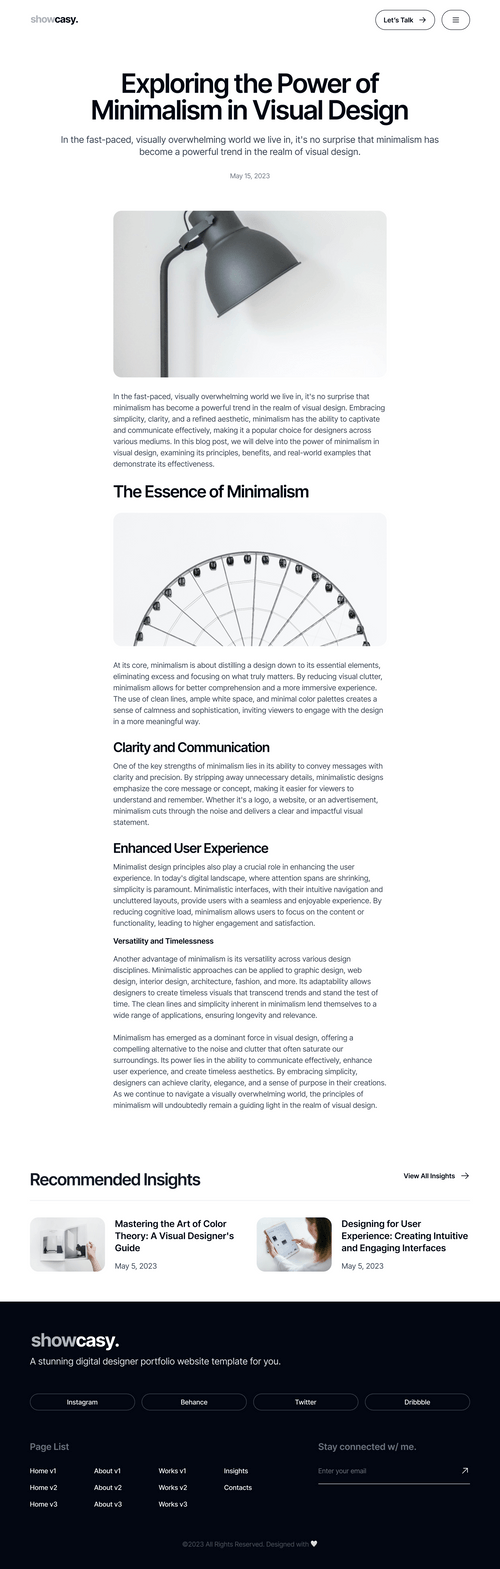 showcasy.
Let's Talk
Exploring the Power of
Minimalism in Visual Design
In the fast-paced, visually overwhelming world we live in, it's no surprise that minimalism has
become a powerful trend in the realm of visual design.
May 15, 2023
In the fast-paced, visually overwhelming world we live in, it's no surprise that
minimalism has become a powerful trend in the realm of visual design. Embracing
simplicity, clarity, and a refined aesthetic, minimalism has the ability to captivate
and communicate effectively, making it a popular choice for designers across
various mediums. In this blog post, we will delve into the power of minimalism in
visual design, examining its principles, benefits, and real-world examples that
demonstrate its effectiveness.
The Essence of Minimalism
At its core, minimalism is about distilling a design down to its essential elements,
eliminating excess and focusing on what truly matters. By reducing visual clutter,
minimalism allows for better comprehension and a more immersive experience.
The use of clean lines, ample white space, and minimal color palettes creates a
sense of calmness and sophistication, inviting viewers to engage with the design
in a more meaningful way.
Clarity and Communication
One of the key strengths of minimalism lies in its ability to convey messages with
clarity and precision. By stripping away unnecessary details, minimalistic designs
emphasize the core message or concept, making it easier for viewers to
understand and remember. Whether it's a logo, a website, or an advertisement,
minimalism cuts through the noise and delivers a clear and impactful visual
statement.
Enhanced User Experience
Minimalist design principles also play a crucial role in enhancing the user
experience. In today's digital landscape, where attention spans are shrinking,
simplicity is paramount. Minimalistic interfaces, with their intuitive navigation and
uncluttered layouts, provide users with a seamless and enjoyable experience. By
reducing cognitive load, minimalism allows users to focus on the content or
functionality, leading to higher engagement and satisfaction.
Versatility and Timelessness
Another advantage of minimalism is its versatility across various design
disciplines. Minimalistic approaches can be applied to graphic design, web
design, interior design, architecture, fashion, and more. Its adaptability allows
designers to create timeless visuals that transcend trends and stand the test of
time. The clean lines and simplicity inherent in minimalism lend themselves to a
wide range of applications, ensuring longevity and relevance.
Minimalism has emerged as a dominant force in visual design, offering a
compelling alternative to the noise and clutter that often saturate our
surroundings. Its power lies in the ability to communicate effectively, enhance
user experience, and create timeless aesthetics. By embracing simplicity,
designers can achieve clarity, elegance, and a sense of purpose in their creations.
As we continue to navigate a visually overwhelming world, the principles of
minimalism will undoubtedly remain a guiding light in the realm of visual design.
Recommended Insights
View All Insights
Mastering the Art of Color
Theory: A Visual Designer's
Guide
May 5, 2023
Designing for User
Experience: Creating Intuitive
and Engaging Interfaces
May 5, 2023
showcasy.
A stunning digital designer portfolio website template for you.
Instagram
Behance
Twitter
Dribbble
Page List
Stay connected w/ me.
Home v1
About v1
Works v1
Insights
Enter your email
Home v2
About v2
Works v2
Contacts
Home v3
About v3
Works v3
©2023 All Rights Reserved. Designed with 🤍